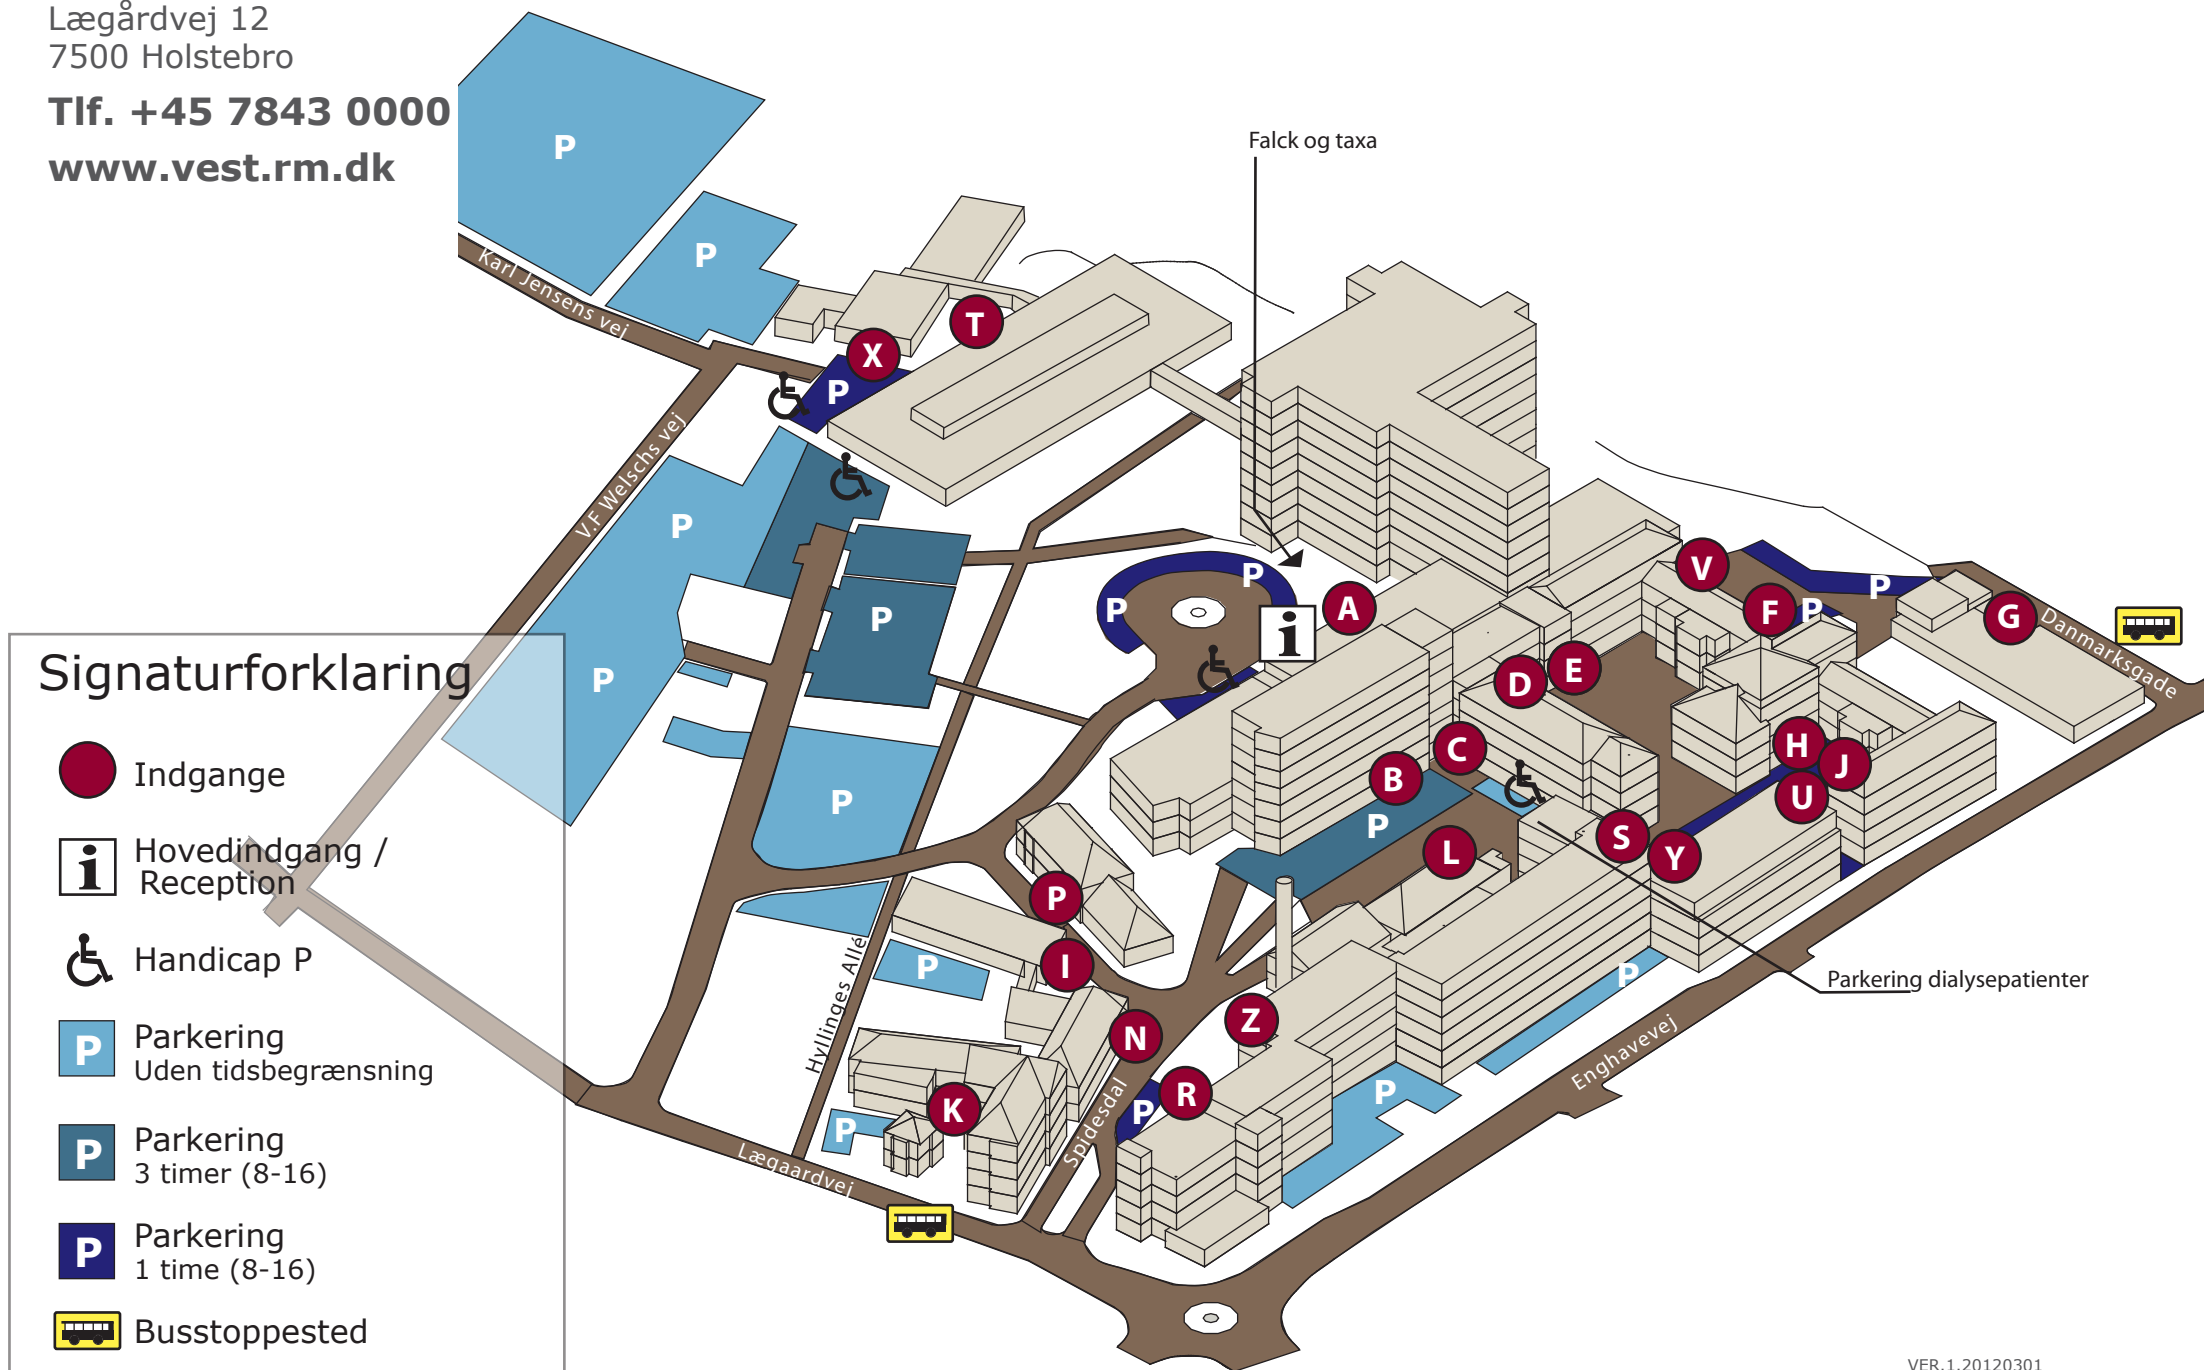 Lægårdvej 12
7500 Holstebro
Tlf. +45 7843 0000
www.vest.rm.dk
P
P
Karl Jensens vej
Falck og taxa
T
X
P
V.F Welschs vej
P
P
P
P
P
i
A
V
F
P
P
G
Danmarksgade
D
E
C
B
P
H
J
U
S
Y
L
P
P
P
I
Hyllinges Allé
N
Z
R
P
K
P
Spidesdal
Lægaardvej
P
P
Enghavevej
Parkering dialysepatienter
Signaturforklaring
Indgange
i
Hovedindgang /
Reception
Handicap P
P
Parkering
Uden tidsbegrænsning
P
Parkering
3 timer (8-16)
P
Parkering
1 time (8-16)
Busstoppested
VER.1.20120301